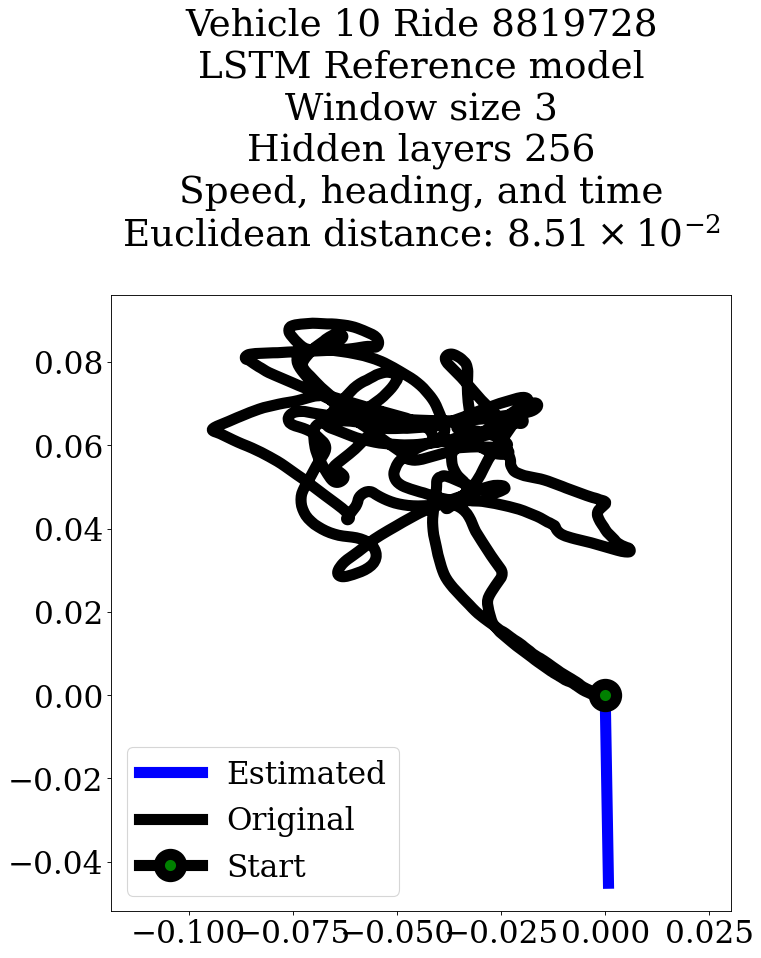 Vehicle 10 Ride 8819728
LSTM Reference model
Window size 3
Hidden layers 256
Speed, heading, and time
Euclidean distance: 8.51 × 10⁻²
0.08
0.06
0.04
0.02
0.00
−0.02
−0.04
Estimated
Original
Start
−0.100 −0.075 −0.050 −0.025 0.000 0.025